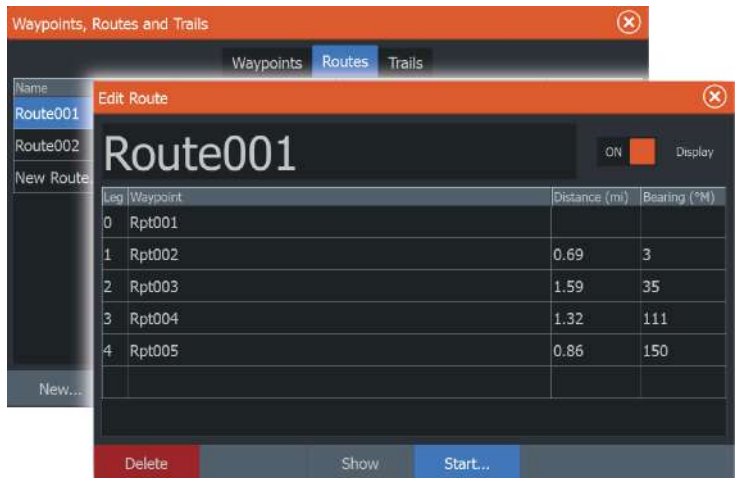 Waypoints, Routes and Trails
Waypoints Routes Trails
Name
Route001
Route002
New Route.
New...
Edit Route
Route001 ON Display
Leg Waypoint Distance (mi) Bearing (°M)
0 Rpt001
1 Rpt002 0.69 3
2 Rpt003 1.59 35
3 Rpt004 1.32 111
4 Rpt005 0.86 150
Delete Show Start...